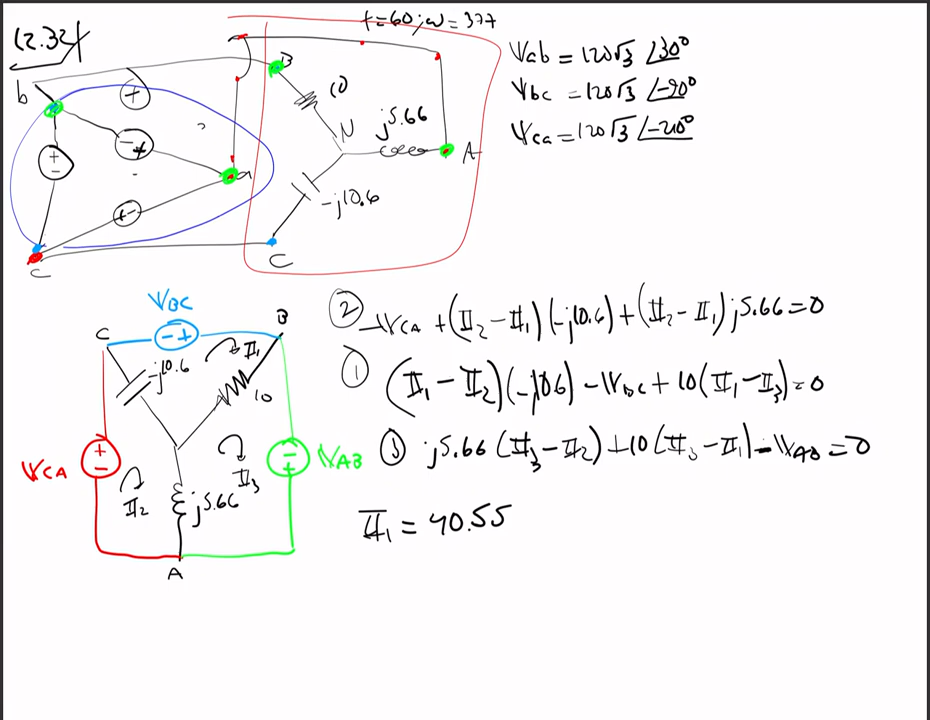 12.32
f=60; ω=377
b
B
10
N
j5.66
A
a
-j10.6
c
C
Vab = 120√3 ∠30°
Vbc = 120√3 ∠-90°
Vca = 120√3 ∠-210°
VBC
C
B
-j10.6
I1
10
VCA
I2
I3
VAB
j5.66
A
② -VCA + (I2 - I1)(-j10.6) + (I2 - I1) j5.66 = 0
① (I1 - I2)(-j10.6) - VBC + 10(I1 - I3) = 0
③ j5.66 (I3 - I2) + 10(I3 - I1) - VAB = 0
I1 = 40.55